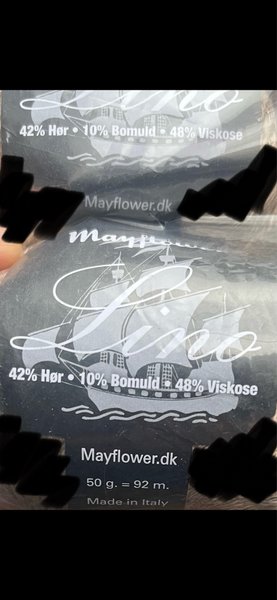 Lino
42% Hør • 10% Bomuld • 48% Viskose
Mayflower.dk
Mayflower
Lino
42% Hør • 10% Bomuld • 48% Viskose
Mayflower.dk
50 g. = 92 m.
Made in Italy